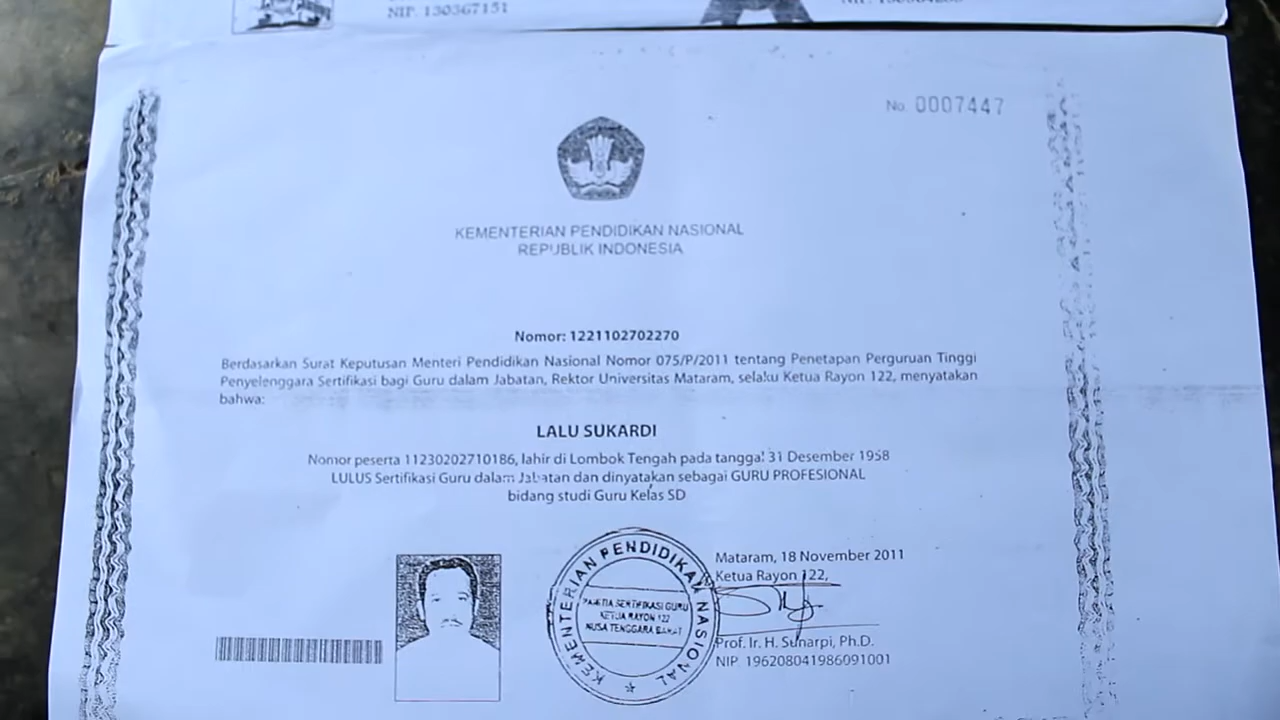 NIP. 130367151
No. 0007447
KEMENTERIAN PENDIDIKAN NASIONAL
REPUBLIK INDONESIA
Nomor: 1221102702270
Berdasarkan Surat Keputusan Menteri Pendidikan Nasional Nomor 075/P/2011 tentang Penetapan Perguruan Tinggi
Penyelenggara Sertifikasi bagi Guru dalam Jabatan, Rektor Universitas Mataram, selaku Ketua Rayon 122, menyatakan
bahwa:
LALU SUKARDI
Nomor peserta 11230202710186, lahir di Lombok Tengah pada tanggal 31 Desember 1958
LULUS Sertifikasi Guru dalam Jabatan dan dinyatakan sebagai GURU PROFESIONAL
bidang studi Guru Kelas SD
KEMENTERIAN PENDIDIKAN NASIONAL
PANITIA SERTIFIKASI GURU
KETUA RAYON 122
NUSA TENGGARA BARAT
Mataram, 18 November 2011
Ketua Rayon 122,
Prof. Ir. H. Sunarpi, Ph.D.
NIP. 196208041986091001